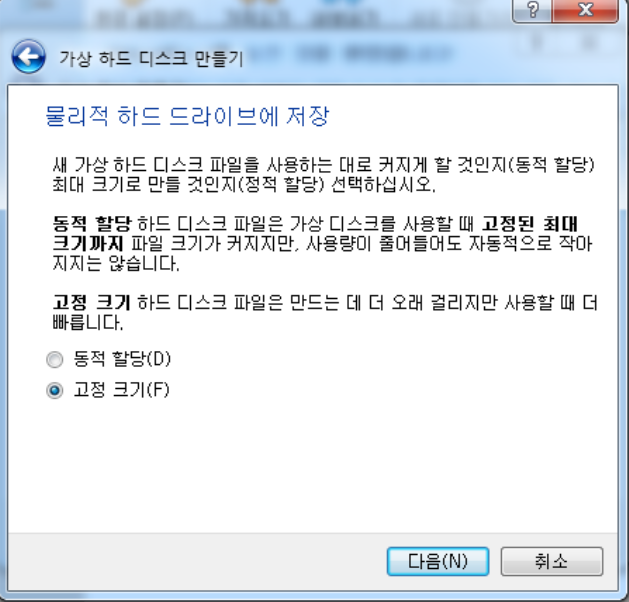 ?
X
가상 하드 디스크 만들기
물리적 하드 드라이브에 저장
새 가상 하드 디스크 파일을 사용하는 대로 커지게 할 것인지(동적 할당)
최대 크기로 만들 것인지(정적 할당) 선택하십시오.
동적 할당 하드 디스크 파일은 가상 디스크를 사용할 때 고정된 최대
크기까지 파일 크기가 커지지만, 사용량이 줄어들어도 자동적으로 작아
지지는 않습니다.
고정 크기 하드 디스크 파일은 만드는 데 더 오래 걸리지만 사용할 때 더
빠릅니다.
동적 할당(D)
고정 크기(F)
다음(N)
취소